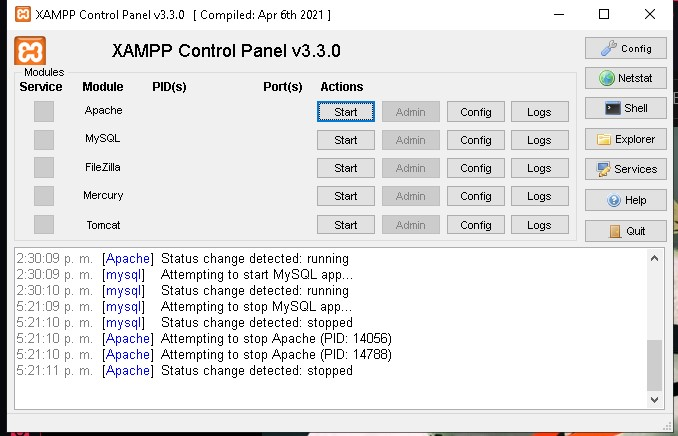 XAMPP Control Panel v3.3.0 [ Compiled: Apr 6th 2021 ]
XAMPP Control Panel v3.3.0
Config
Modules
Service Module PID(s) Port(s) Actions
Netstat
Apache Start Admin Config Logs
Shell
MySQL Start Admin Config Logs
Explorer
FileZilla Start Admin Config Logs
Services
Mercury Start Admin Config Logs
Help
Tomcat Start Admin Config Logs
Quit
2:30:09 p. m. [Apache] Status change detected: running
2:30:09 p. m. [mysql] Attempting to start MySQL app...
2:30:10 p. m. [mysql] Status change detected: running
5:21:09 p. m. [mysql] Attempting to stop MySQL app...
5:21:10 p. m. [mysql] Status change detected: stopped
5:21:10 p. m. [Apache] Attempting to stop Apache (PID: 14056)
5:21:10 p. m. [Apache] Attempting to stop Apache (PID: 14788)
5:21:11 p. m. [Apache] Status change detected: stopped